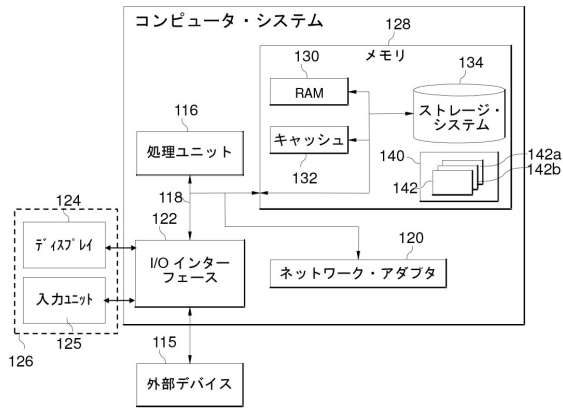 コンピュータ・システム
128
メモリ
130
RAM
134
ストレージ・
システム
116
処理ユニット
キャッシュ
132
140
142a
142
142b
118
124
ディスプレイ
122
I/O インター
フェース
120
ネットワーク・アダプタ
入力ユニット
125
126
115
外部デバイス